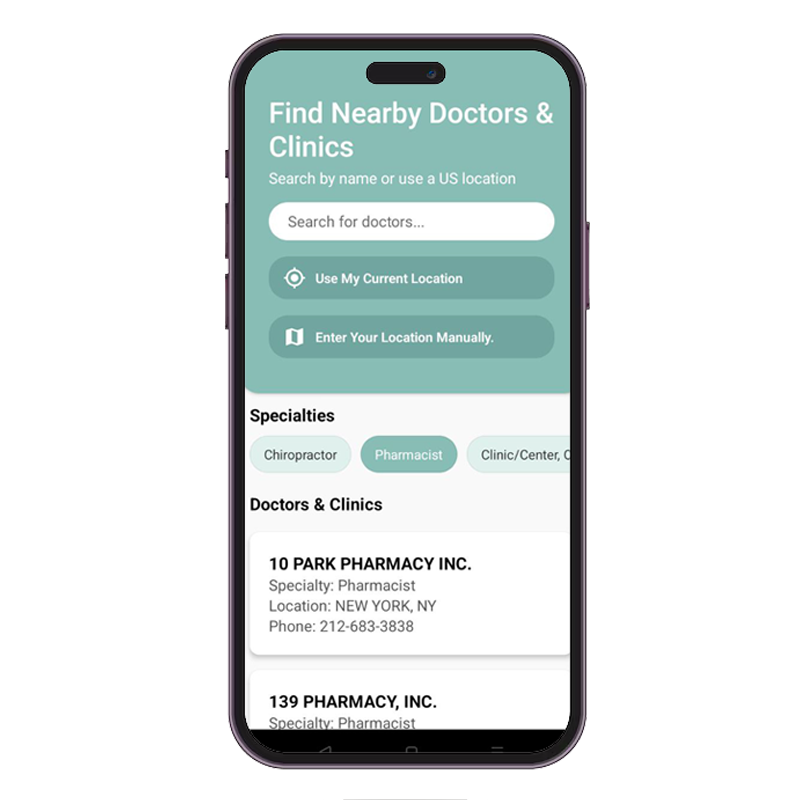 Find Nearby Doctors &
Clinics
Search by name or use a US location
Search for doctors...
Use My Current Location
Enter Your Location Manually.
Specialties
Chiropractor
Pharmacist
Clinic/Center, C
Doctors & Clinics
10 PARK PHARMACY INC.
Specialty: Pharmacist
Location: NEW YORK, NY
Phone: 212-683-3838
139 PHARMACY, INC.
Specialty: Pharmacist